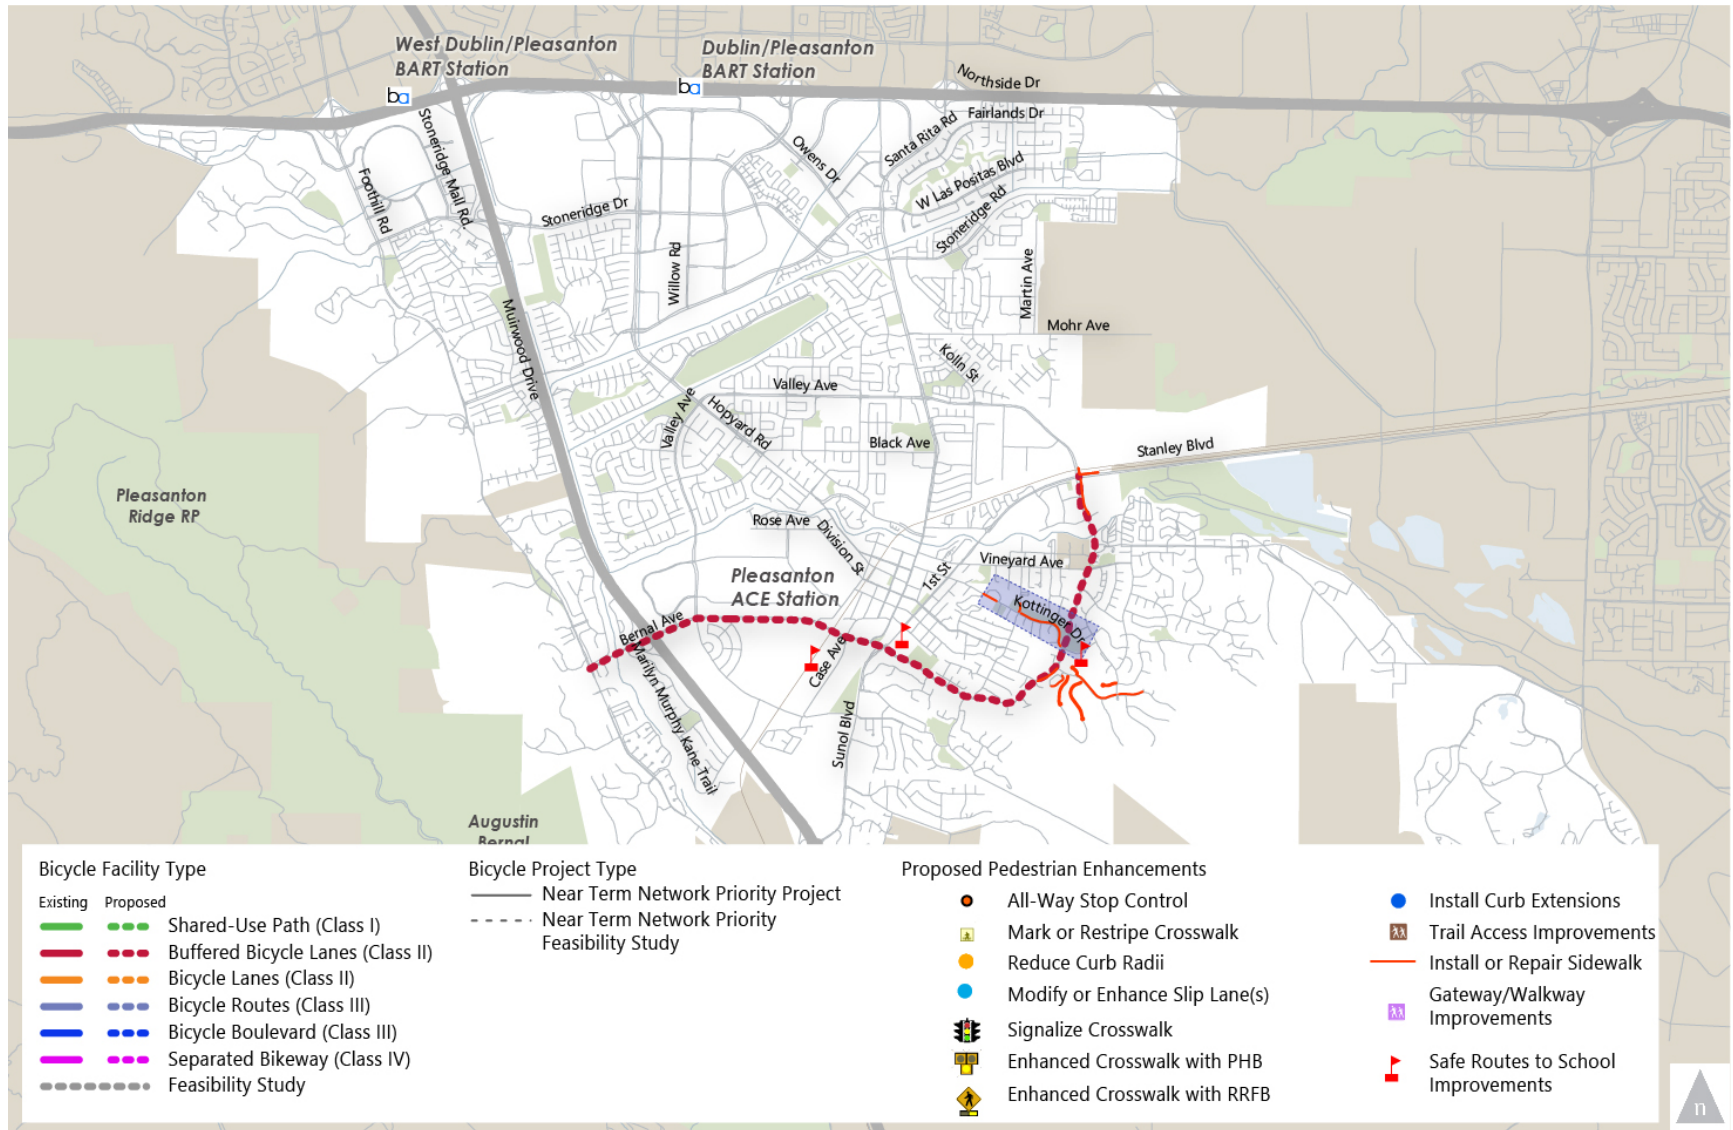 West Dublin/Pleasanton
BART Station
Dublin/Pleasanton
BART Station
ba
ba
Northside Dr
Fairlands Dr
Santa Rita Rd
Owens Dr
W Las Positas Blvd
Stoneridge Rd
Stoneridge Mall Rd.
Foothill Rd
Stoneridge Dr
Willow Rd
Martin Ave
Mohr Ave
Muirwood Drive
Kolln St
Valley Ave
Valley Ave
Hopyard Rd
Black Ave
Stanley Blvd
Pleasanton
Ridge RP
Rose Ave
Division St
Vineyard Ave
1st St
Pleasanton
ACE Station
Kottinger Dr
Bernal Ave
Case Ave
Marilyn Murphy Kane Trail
Sunol Blvd
Augustin
Bernal
Bicycle Facility Type
Existing Proposed
Shared-Use Path (Class I)
Buffered Bicycle Lanes (Class II)
Bicycle Lanes (Class II)
Bicycle Routes (Class III)
Bicycle Boulevard (Class III)
Separated Bikeway (Class IV)
Feasibility Study
Bicycle Project Type
Near Term Network Priority Project
Near Term Network Priority
Feasibility Study
Proposed Pedestrian Enhancements
All-Way Stop Control
Mark or Restripe Crosswalk
Reduce Curb Radii
Modify or Enhance Slip Lane(s)
Signalize Crosswalk
Enhanced Crosswalk with PHB
Enhanced Crosswalk with RRFB
Install Curb Extensions
Trail Access Improvements
Install or Repair Sidewalk
Gateway/Walkway
Improvements
Safe Routes to School
Improvements
n